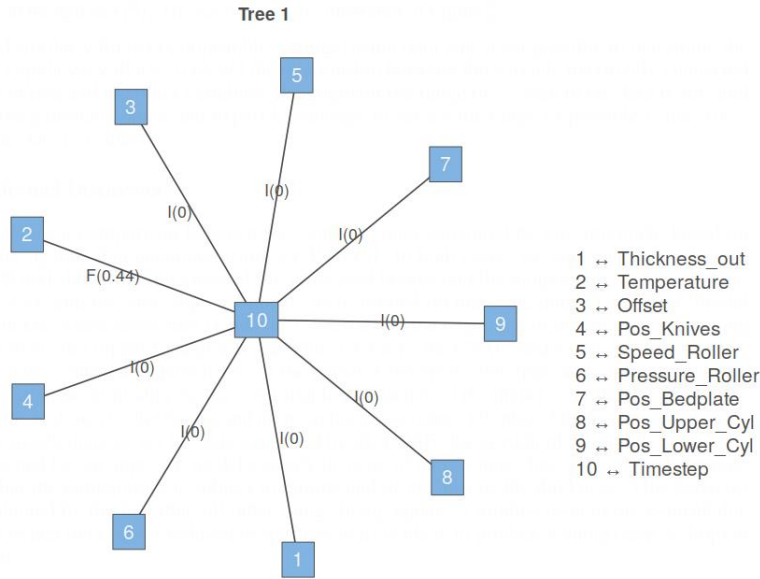 Tree 1
5
3
7
I(0)
I(0)
I(0)
2
F(0.44)
10
I(0)
9
I(0)
I(0)
4
I(0)
I(0)
8
6
1
1 ↔ Thickness_out
2 ↔ Temperature
3 ↔ Offset
4 ↔ Pos_Knives
5 ↔ Speed_Roller
6 ↔ Pressure_Roller
7 ↔ Pos_Bedplate
8 ↔ Pos_Upper_Cyl
9 ↔ Pos_Lower_Cyl
10 ↔ Timestep